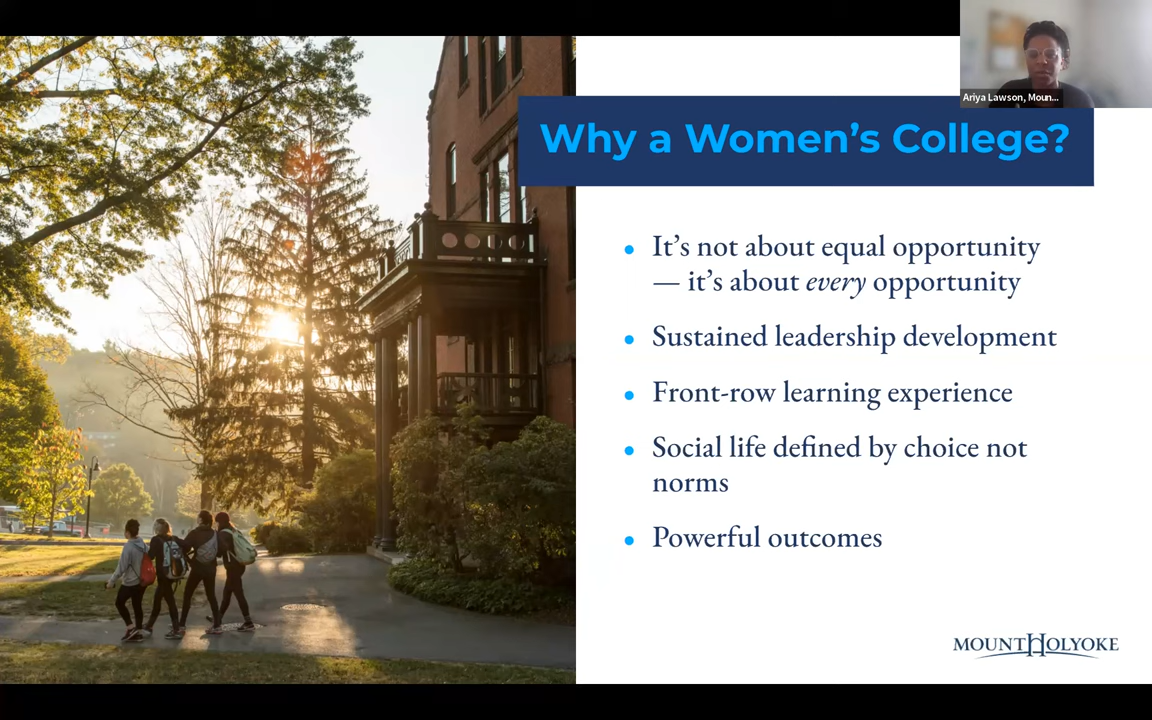 Ariya Lawson, Moun...
Why a Women’s College?
• It’s not about equal opportunity
— it’s about every opportunity
• Sustained leadership development
• Front-row learning experience
• Social life defined by choice not
norms
• Powerful outcomes
MOUNT HOLYOKE